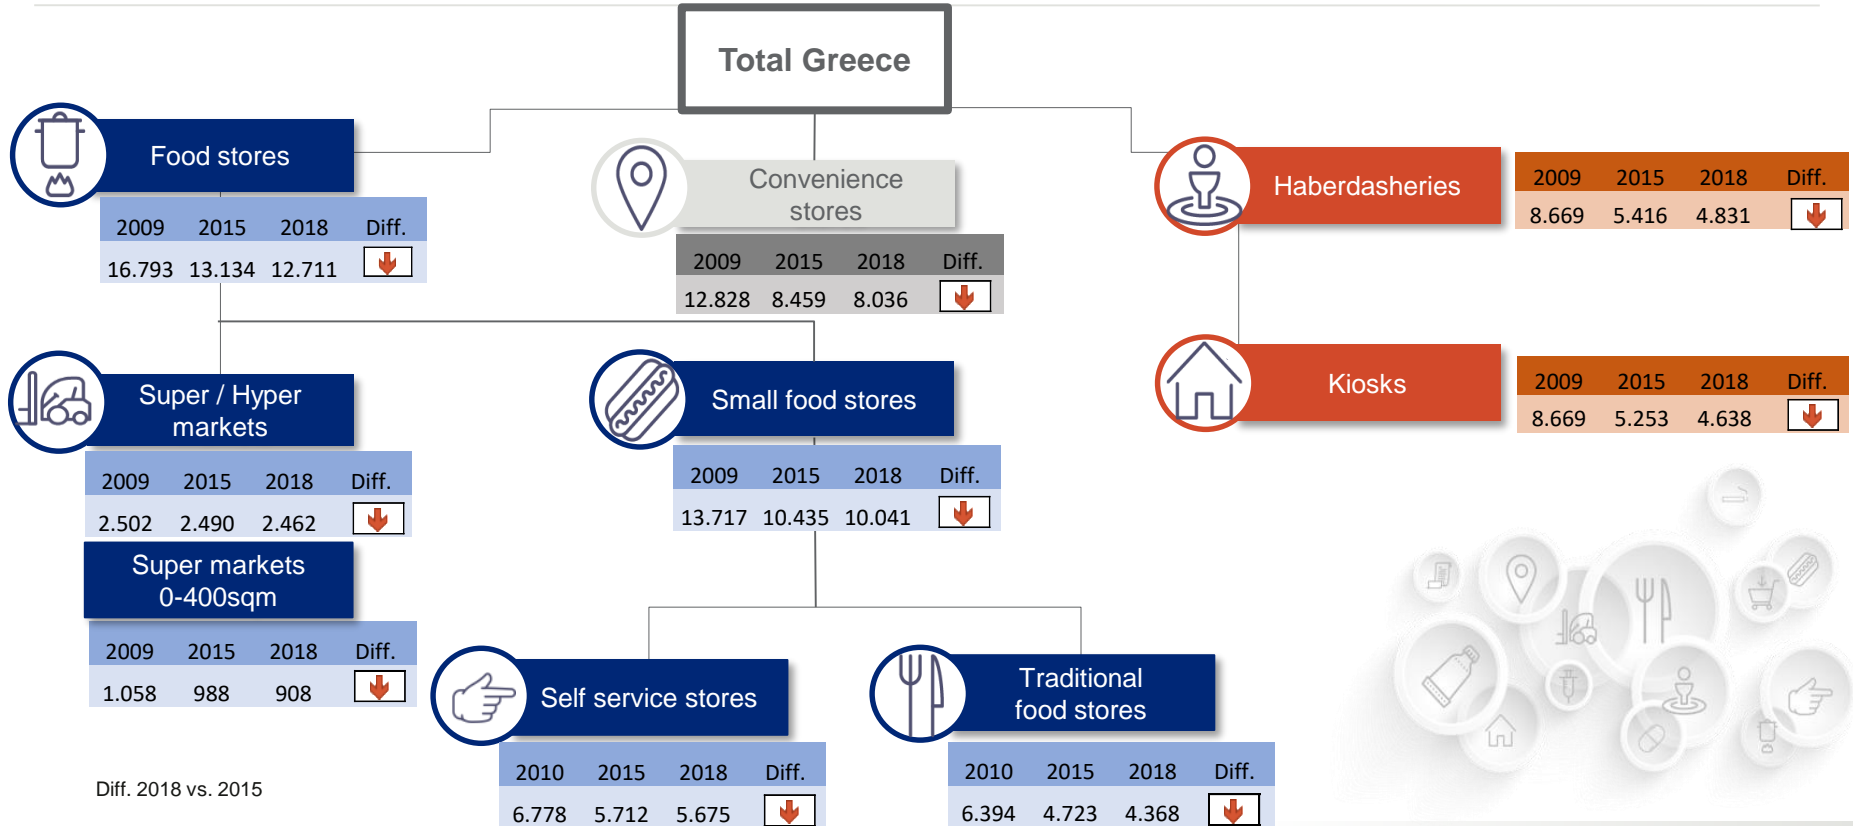 Total Greece
Food stores
2009 2015 2018 Diff.
16.793 13.134 12.711
Convenience
stores
2009 2015 2018 Diff.
12.828 8.459 8.036
Haberdasheries
2009 2015 2018 Diff.
8.669 5.416 4.831
Kiosks
2009 2015 2018 Diff.
8.669 5.253 4.638
Super / Hyper
markets
2009 2015 2018 Diff.
2.502 2.490 2.462
Super markets
0-400sqm
2009 2015 2018 Diff.
1.058 988 908
Small food stores
2009 2015 2018 Diff.
13.717 10.435 10.041
Self service stores
2010 2015 2018 Diff.
6.778 5.712 5.675
Traditional
food stores
2010 2015 2018 Diff.
6.394 4.723 4.368
Diff. 2018 vs. 2015